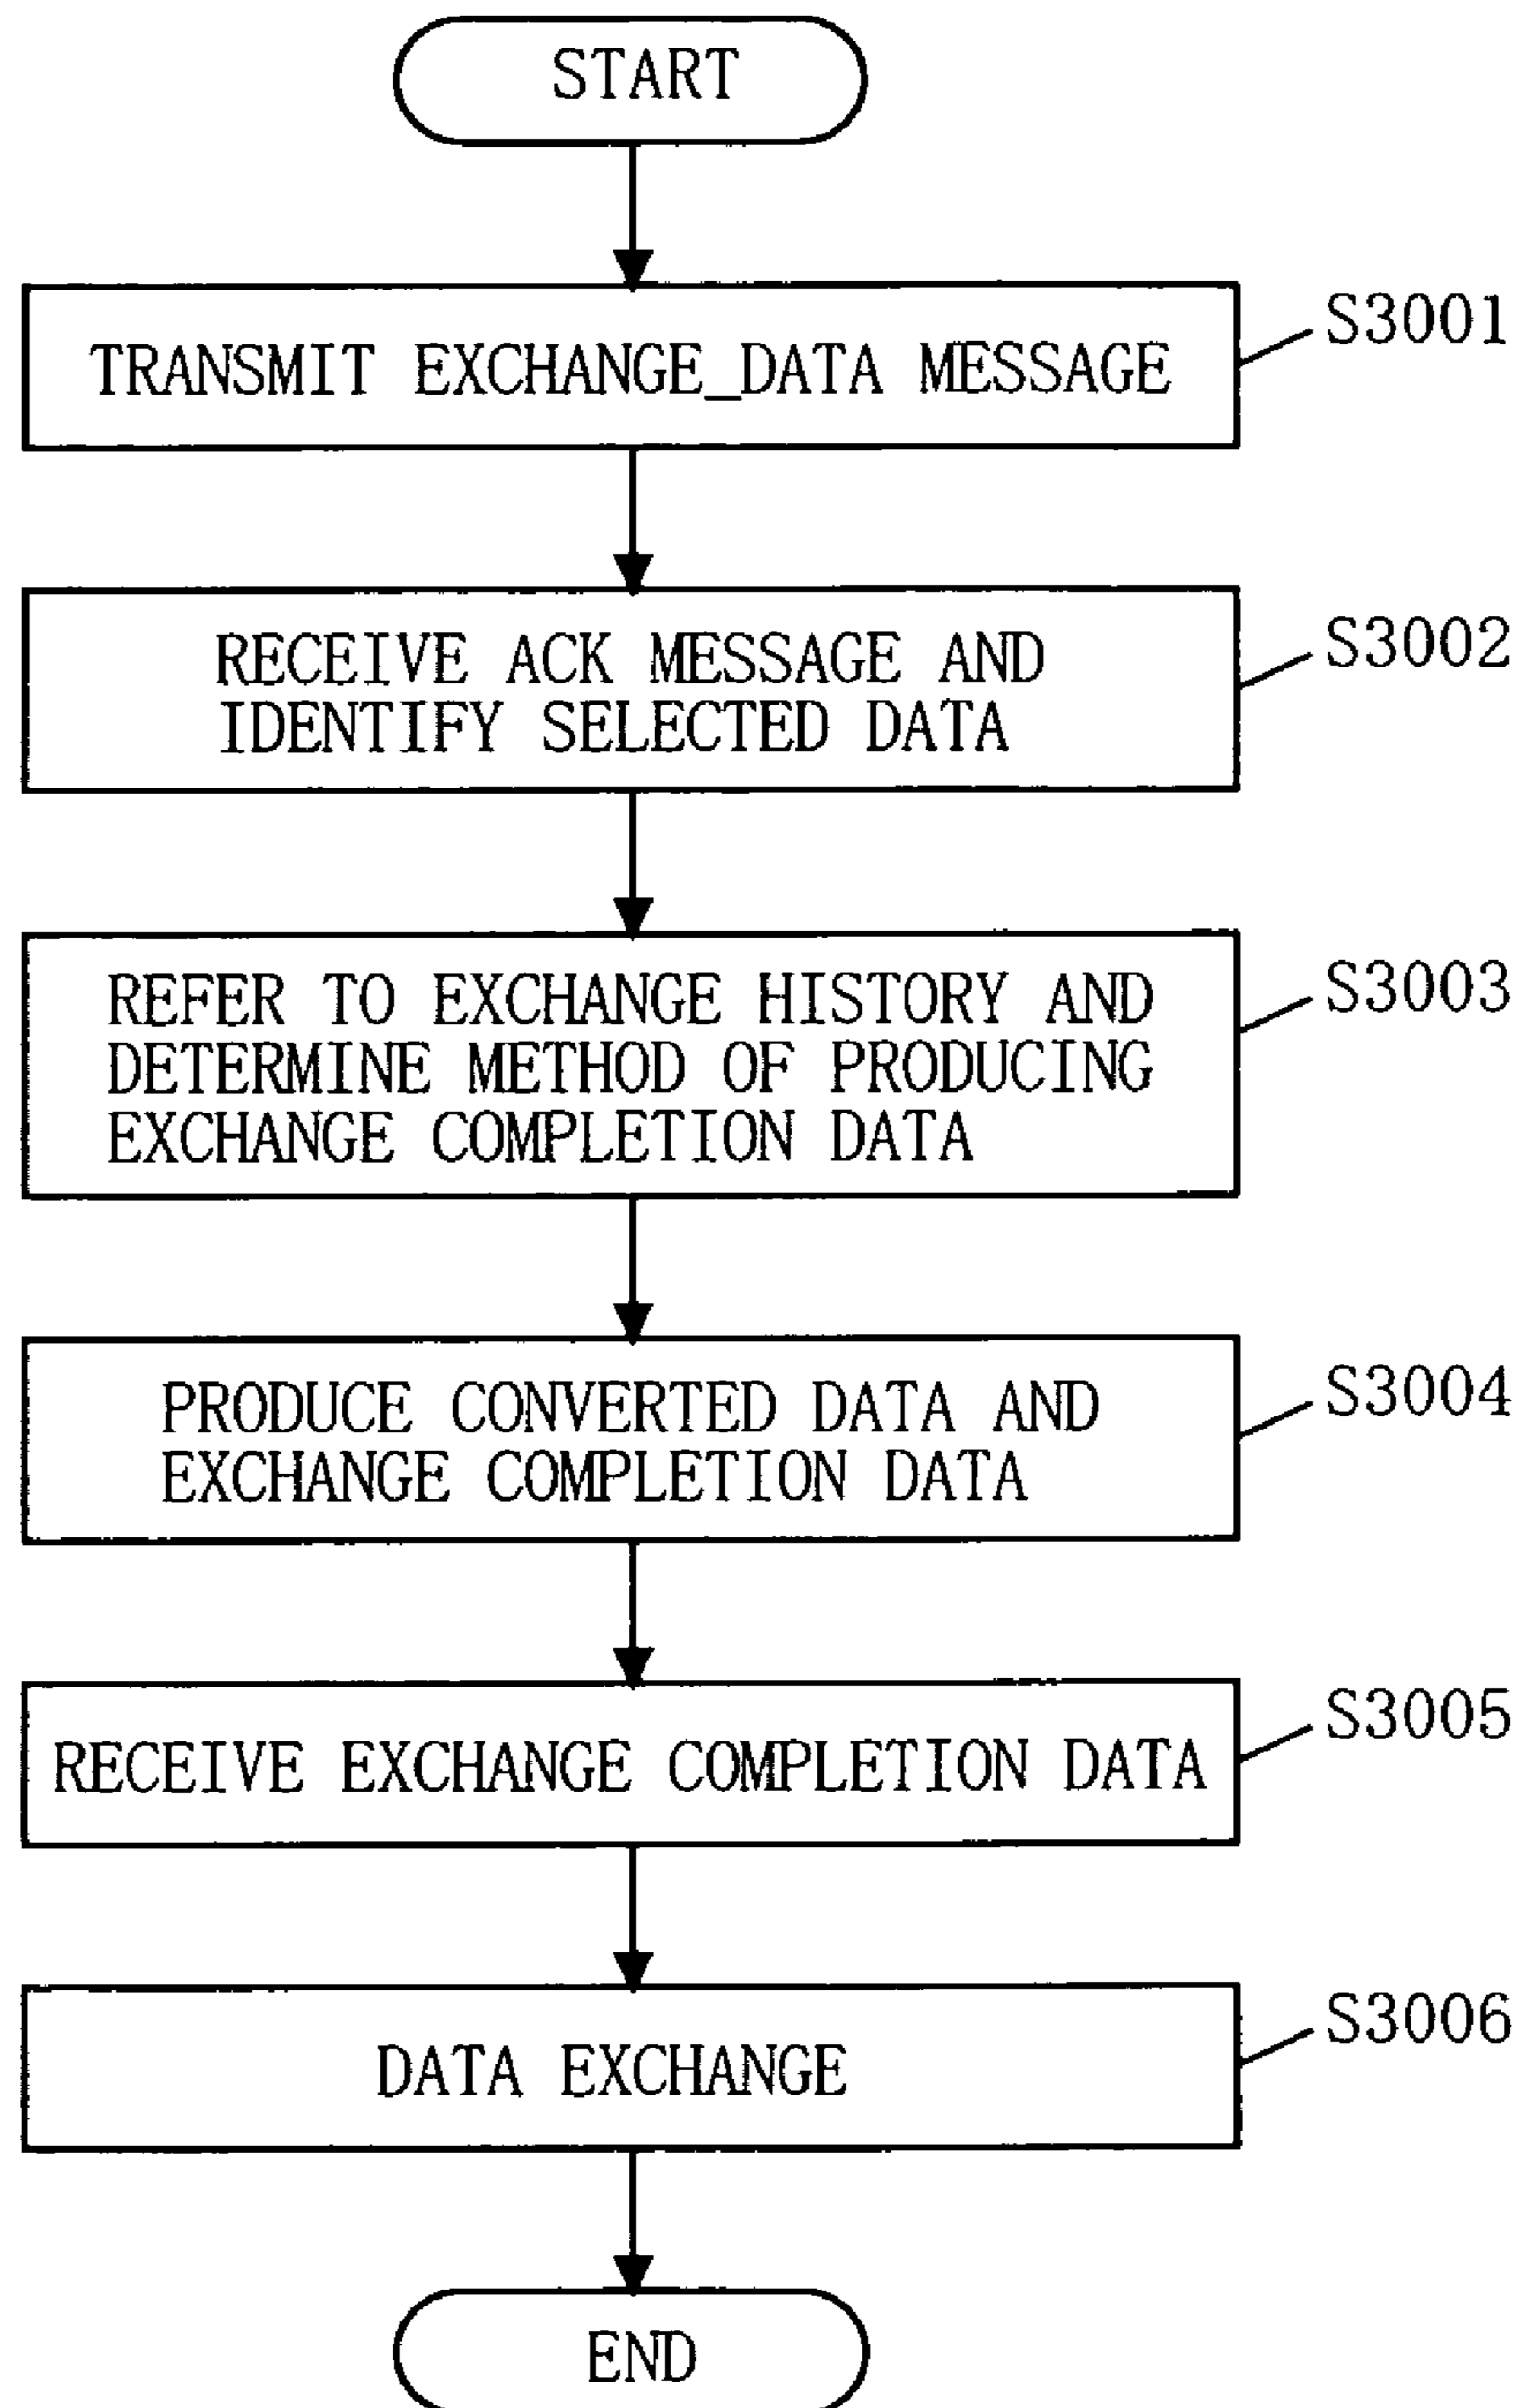 START
TRANSMIT EXCHANGE_DATA MESSAGE
S3001
RECEIVE ACK MESSAGE AND
IDENTIFY SELECTED DATA
S3002
REFER TO EXCHANGE HISTORY AND
DETERMINE METHOD OF PRODUCING
EXCHANGE COMPLETION DATA
S3003
PRODUCE CONVERTED DATA AND
EXCHANGE COMPLETION DATA
S3004
RECEIVE EXCHANGE COMPLETION DATA
S3005
DATA EXCHANGE
S3006
END